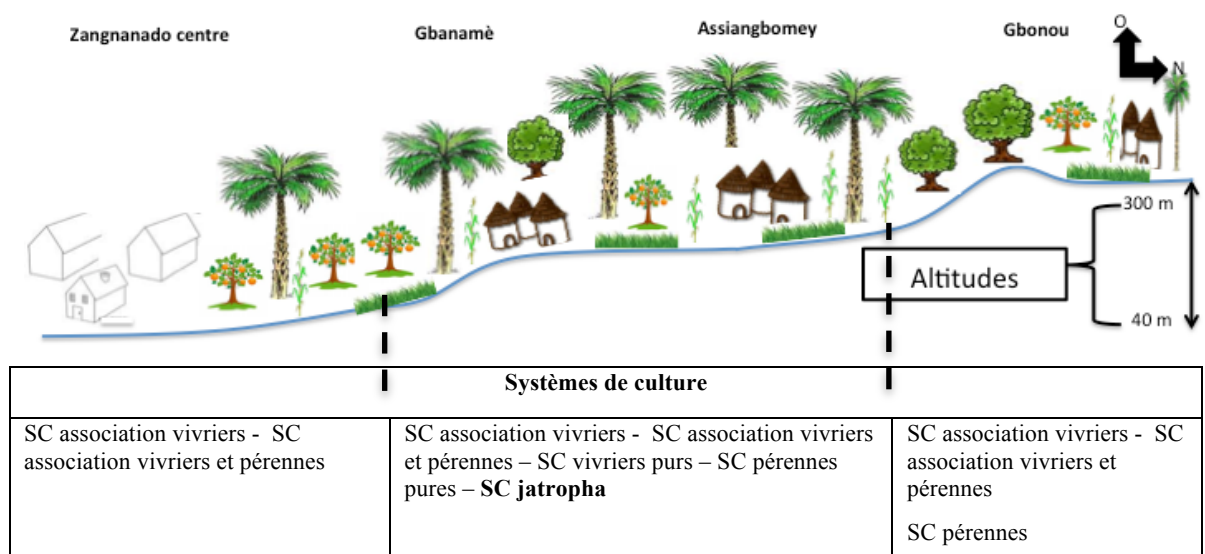 Zangnanado centre
Gbanamè
Assiangbomey
Gbonou
O
N
300 m
Altitudes
40 m
Systèmes de culture
SC association vivriers - SC
association vivriers et pérennes
SC association vivriers - SC association vivriers
et pérennes – SC vivriers purs – SC pérennes
pures – SC jatropha
SC association vivriers - SC
association vivriers et
pérennes
SC pérennes